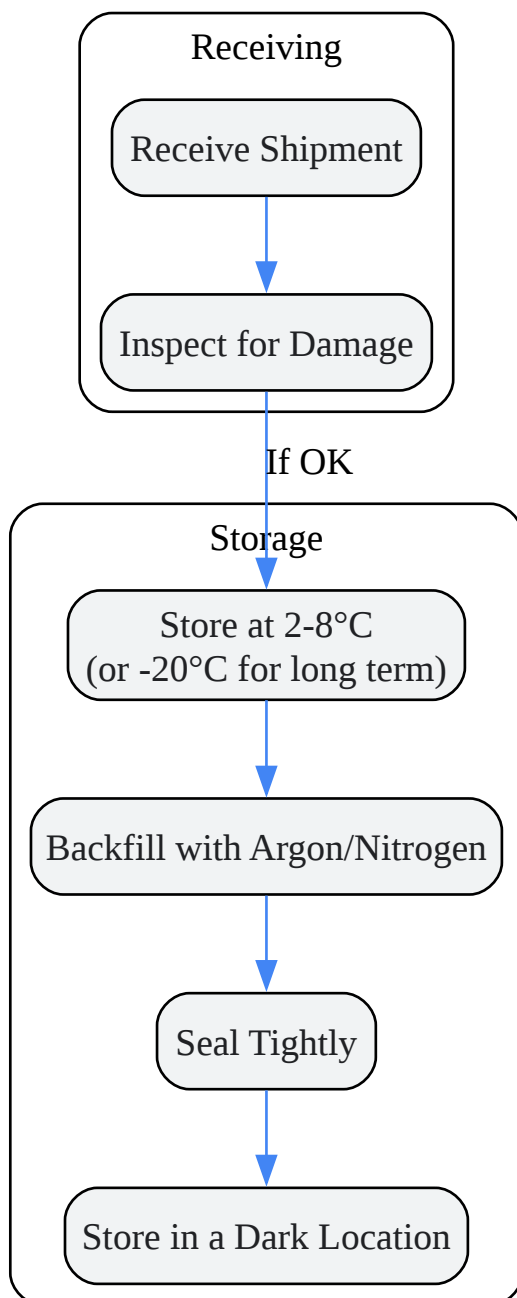 Receiving
Receive Shipment
Inspect for Damage
If OK
Storage
Store at 2-8°C
(or -20°C for long term)
Backfill with Argon/Nitrogen
Seal Tightly
Store in a Dark Location